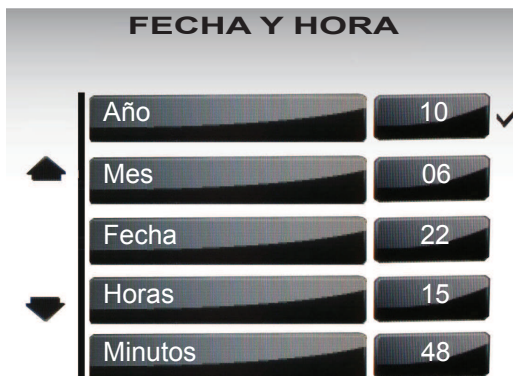 FECHA Y HORA
Año 10
Mes 06
Fecha 22
Horas 15
Minutos 48